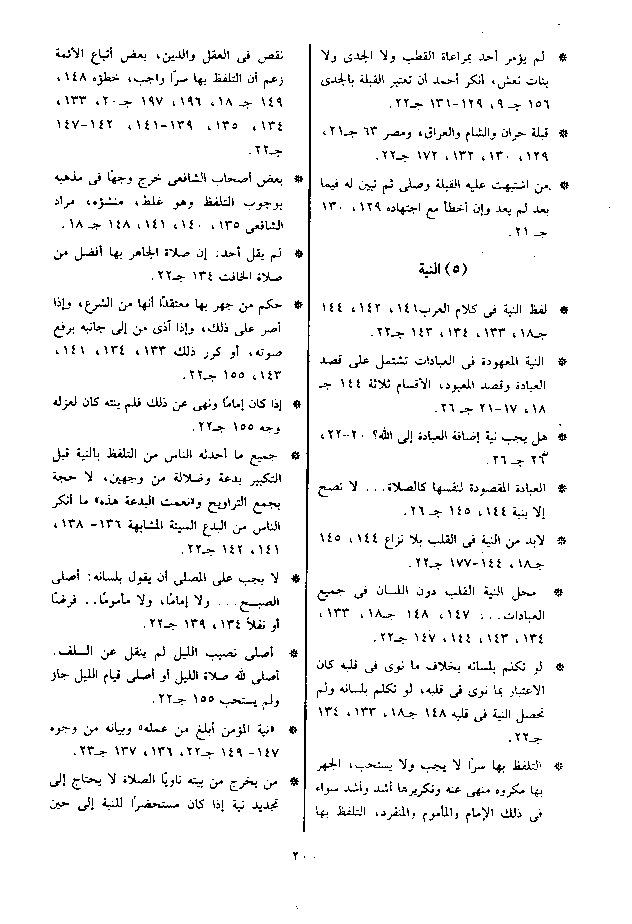 * لم يؤمر أحد بمراعاة القطب ولا الجدى ولا
بنات نعش، أنكر أحمد أن تعتبر القبلة بالجدى
١٥٦ جـ ٩، ١٢٩-١٣١ جـ٢٢.
* قبلة حران والشام والعراق، ومصر ٦٣ جـ٢١،
١٢٩، ١٣٠، ١٣٢، ١٧٢ جـ٢٢.
* من اشتبهت عليه القبلة وصلى ثم تبين له فيما
بعد لم يعد وإن أخطأ مع اجتهاده ١٢٩، ١٣٠
جـ ٢١.
(٥) النية
* لفظ النية فى كلام العرب١٤١، ١٤٢، ١٤٤
جـ١٨، ١٣٣، ١٣٤، ١٤٣ جـ٢٢.
* النية المعهودة فى العبادات تشتمل على قصد
العبادة وقصد المعبود، الأقسام ثلاثة ١٤٤ جـ
١٨، ١٧-٢١ جـ ٢٦.
* هل يجب نية إضافة العبادة إلى الله؟ ٢٠-٢٢،
٢٣ جـ ٢٦.
* العبادة المقصودة لنفسها كالصلاة... لا تصح
إلا بنية ١٤٤، ١٤٥ جـ ٢٦.
* لابد من النية فى القلب بلا نزاع ١٤٤، ١٤٥
جـ١٨، ١٤٤-١٧٧ جـ٢٢.
* محل النية القلب دون اللسان فى جميع
العبادات...: ١٤٧، ١٤٨ جـ١٨، ١٣٣،
١٣٤، ١٤٣، ١٤٤، ١٤٧ جـ٢٢.
* لو تكلم بلسانه بخلاف ما نوى فى قلبه كان
الاعتبار بما نوى فى قلبه، لو تكلم بلسانه ولم
تحصل النية فى قلبه ١٤٨ جـ١٨، ١٣٣، ١٣٤
جـ٢٢.
* التلفظ بها سرًا لا يجب ولا يستحب، الجهر
بها مكروه منهى عنه وتكريرها أشد وأشد سواء
فى ذلك الإمام والمأموم والمنفرد، التلفظ بها
نقص فى العقل والدين، بعض أتباع الأئمة
زعم أن التلفظ بها سرًا واجب، خطؤه ١٤٨،
١٤٩ جـ ١٨، ١٩٦، ١٩٧ جـ٢٠، ١٣٣،
١٣٤، ١٣٥، ١٣٩-١٤١، ١٤٢-١٤٧
جـ٢٢.
* بعض أصحاب الشافعى خرج وجهًا فى مذهبه
بوجوب التلفظ وهو غلط، منشؤه، مراد
الشافعى ١٣٥، ١٤٠، ١٤١، ١٤٨ جـ ١٨.
* لم يقل أحد: إن صلاة الجاهر بها أفضل من
صلاة الخافت ١٣٤ جـ٢٢.
* حكم من جهر بها معتقدًا أنها من الشرع، وإذا
أصر على ذلك، وإذا آذى من إلى جانبه برفع
صوته، أو كرر ذلك ١٣٣، ١٣٤، ١٤١،
١٤٣، ١٥٥ جـ٢٢.
* إذا كان إمامًا ونهى عن ذلك فلم ينته كان لعزله
وجه ١٥٥ جـ٢٢.
* جميع ما أحدثه الناس من التلفظ بالنية قبل
التكبير بدعة وضلالة من وجهين، لا حجة
بجمع التراويح و«نعمت البدعة هذه» ما أنكر
الناس من البدع السيئة المشابهة ١٣٦- ١٣٨،
١٤١، ١٤٢ جـ٢٢.
* لا يجب على المصلى أن يقول بلسانه: أصلى
الصبح... ولا إمامًا، ولا مأمومًا.. فرضًا
أو نفلاً ١٣٤، ١٣٩ جـ٢٢.
* أصلى نصيب الليل لم ينقل عن السلف.
أصلى لله صلاة الليل أو أصلى قيام الليل جاز
ولم يستحب ١٥٥ جـ٢٢.
* «نية المؤمن أبلغ من عمله» وبيانه من وجوه
١٤٧- ١٤٩ جـ٢٢، ١٣٦، ١٣٧ جـ٢٣.
* من يخرج من بيته ناويًا الصلاة لا يحتاج إلى
تجديد نية إذا كان مستحضرًا للنية إلى حين
٢٠٠